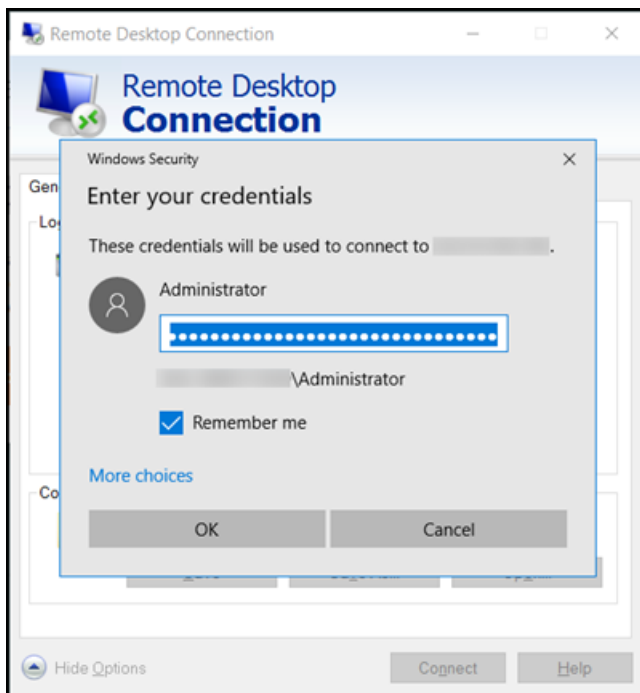 Remote Desktop Connection
Remote Desktop
Connection
Windows Security
Enter your credentials
These credentials will be used to connect to .
Administrator
\Administrator
Remember me
More choices
OK
Cancel
Hide Options
Connect
Help